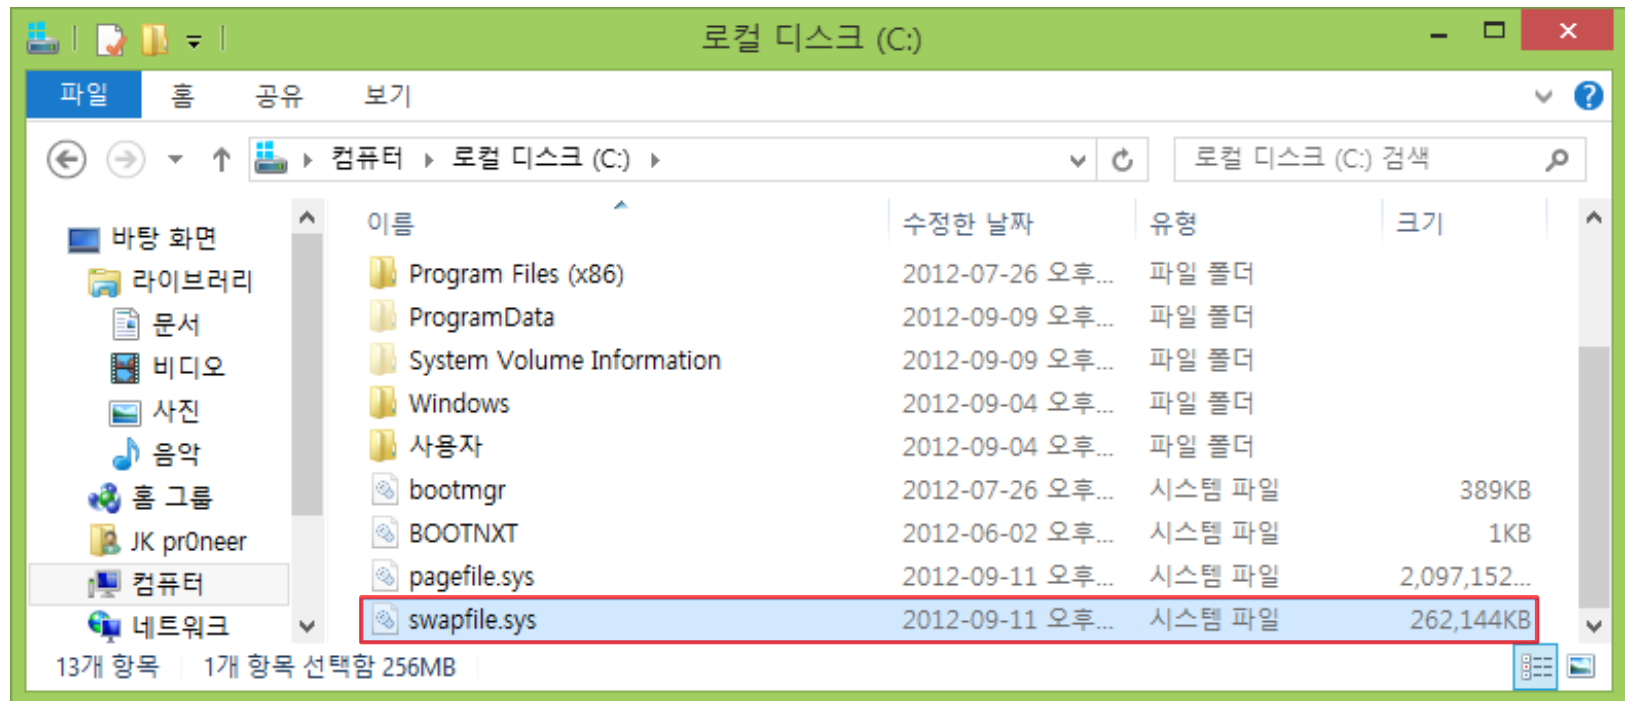 로컬 디스크 (C:)
파일 홈 공유 보기
컴퓨터 로컬 디스크 (C:) 로컬 디스크 (C:) 검색
바탕 화면
라이브러리
문서
비디오
사진
음악
홈 그룹
JK pr0neer
컴퓨터
네트워크
이름 수정한 날짜 유형 크기
Program Files (x86) 2012-07-26 오후... 파일 폴더
ProgramData 2012-09-09 오후... 파일 폴더
System Volume Information 2012-09-09 오후... 파일 폴더
Windows 2012-09-04 오후... 파일 폴더
사용자 2012-09-04 오후... 파일 폴더
bootmgr 2012-07-26 오후... 시스템 파일 389KB
BOOTNXT 2012-06-02 오후... 시스템 파일 1KB
pagefile.sys 2012-09-11 오후... 시스템 파일 2,097,152...
swapfile.sys 2012-09-11 오후... 시스템 파일 262,144KB
13개 항목 1개 항목 선택함 256MB